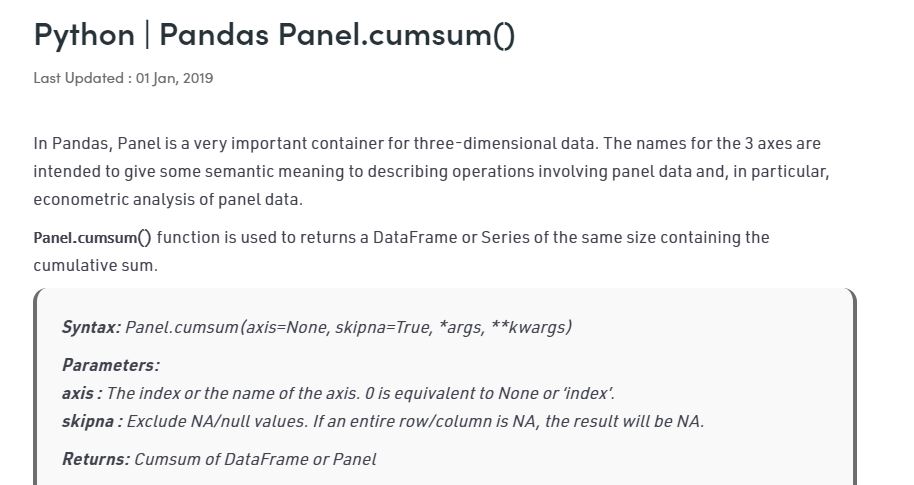 Python | Pandas Panel.cumsum()
Last Updated : 01 Jan, 2019
In Pandas, Panel is a very important container for three-dimensional data. The names for the 3 axes are
intended to give some semantic meaning to describing operations involving panel data and, in particular,
econometric analysis of panel data.
Panel.cumsum() function is used to returns a DataFrame or Series of the same size containing the
cumulative sum.
Syntax: Panel.cumsum(axis=None, skipna=True, *args, **kwargs)
Parameters:
axis : The index or the name of the axis. 0 is equivalent to None or ‘index’.
skipna : Exclude NA/null values. If an entire row/column is NA, the result will be NA.
Returns: Cumsum of DataFrame or Panel